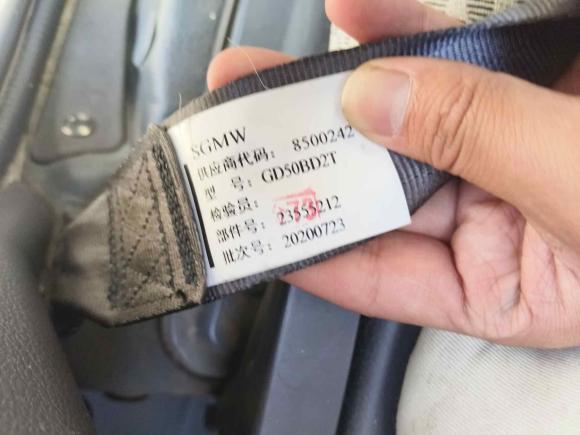 SGMW
供应商代码: 8500242
型 号: GD50BD2T
检验员:
部件号: 23555212
批次号: 20200723